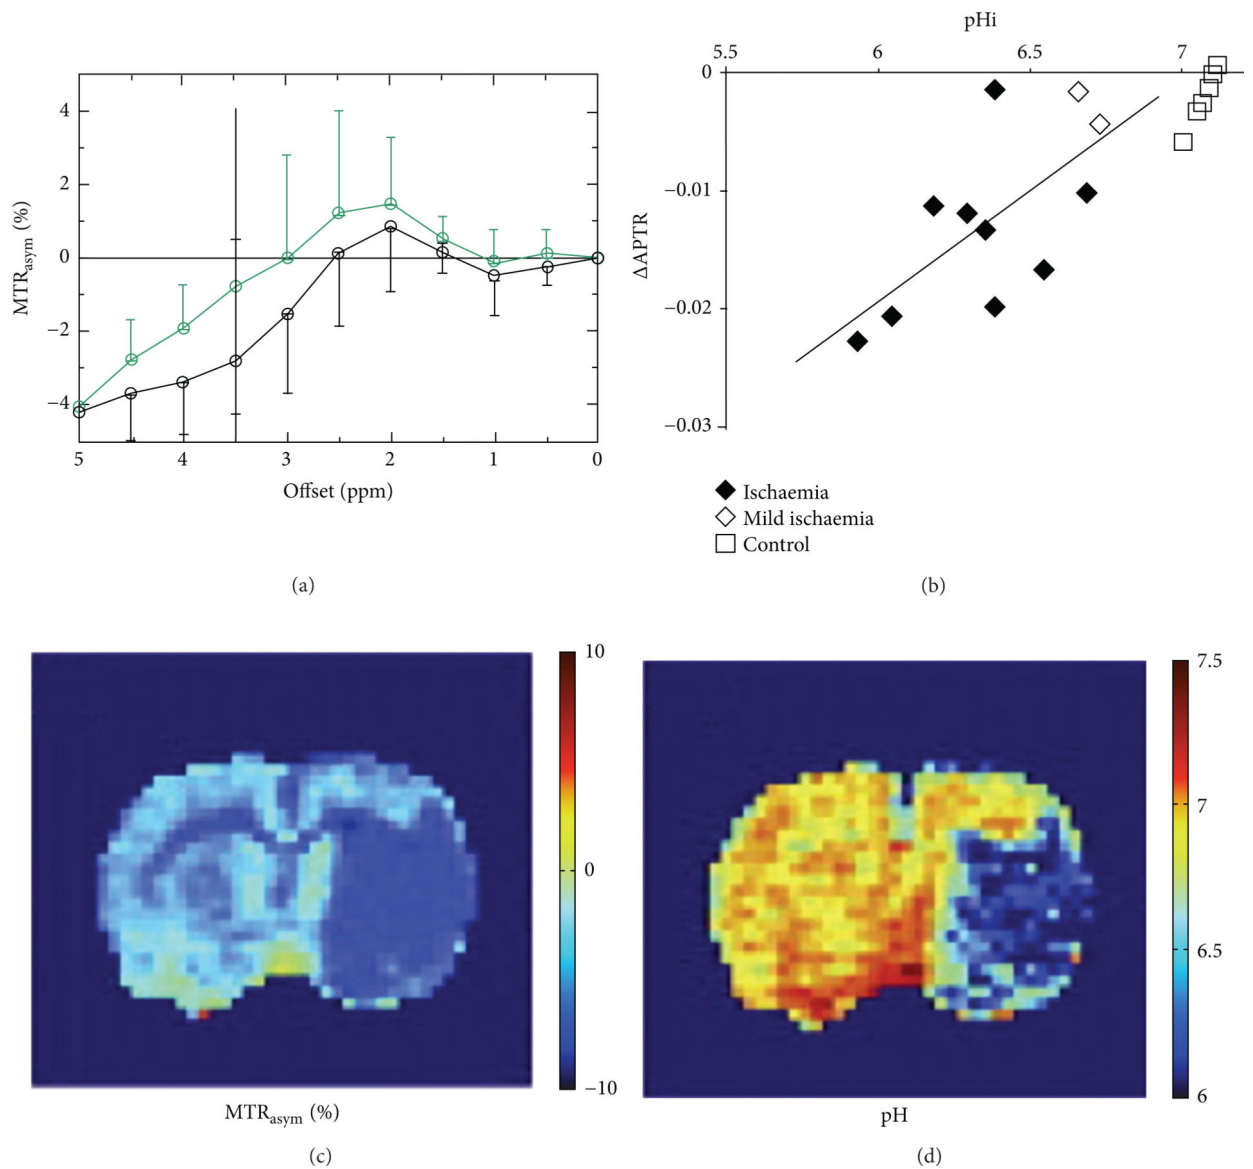 4
2
0
−2
−4
MTRasym (%)
5 4 3 2 1 0
Offset (ppm)
(a)
pHi
5.5 6 6.5 7
0
−0.01
−0.02
−0.03
ΔAPTR
Ischaemia
Mild ischaemia
Control
(b)
10
0
−10
MTRasym (%)
(c)
7.5
7
6.5
6
pH
(d)